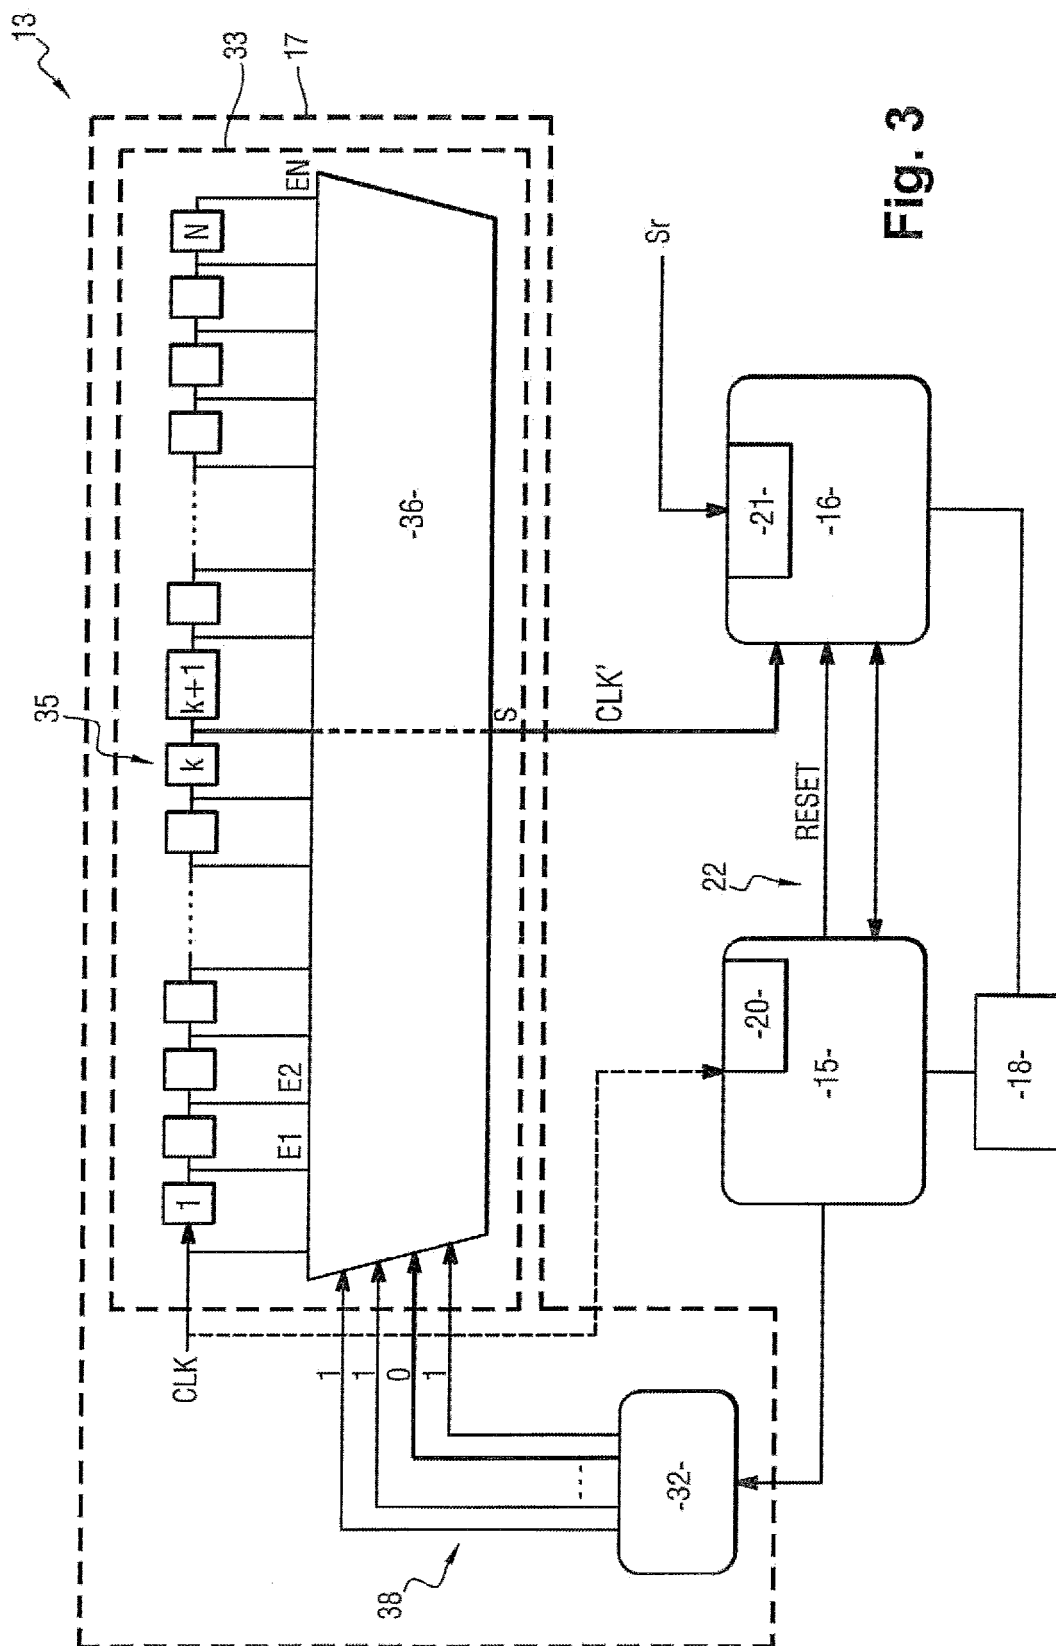 13
33
17
35
CLK
1
k
k+1
N
E1
E2
EN
-36-
S
1
1
0
1
38
-32-
CLK'
Sr
22
RESET
-20-
-15-
-21-
-16-
-18-
Fig. 3